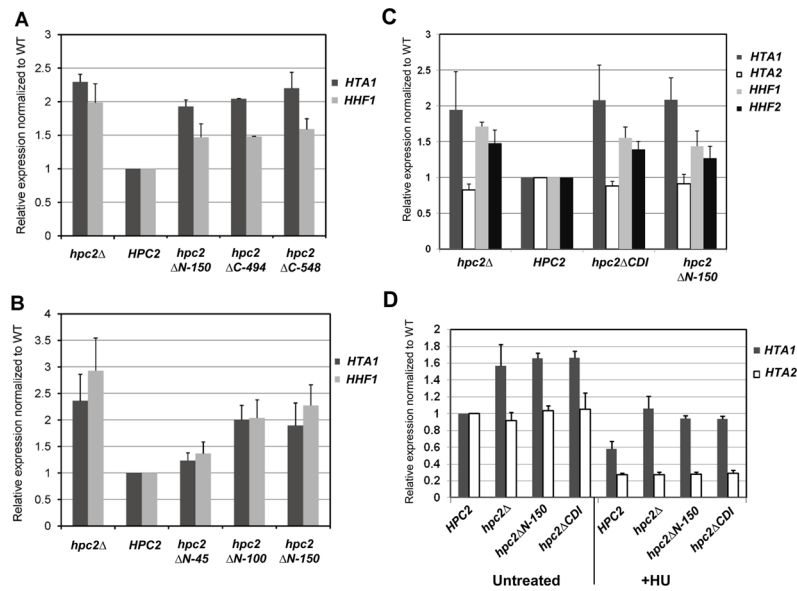 A
Relative expression normalized to WT
3
2.5
2
1.5
1
0.5
0
HTA1
HHF1
hpc2Δ HPC2 hpc2 hpc2 hpc2
ΔN-150 ΔC-494 ΔC-548
B
Relative expression normalized to WT
4
3.5
3
2.5
2
1.5
1
0.5
0
HTA1
HHF1
hpc2Δ HPC2 hpc2 hpc2 hpc2
ΔN-45 ΔN-100 ΔN-150
C
Relative expression normalized to WT
3
2.5
2
1.5
1
0.5
0
HTA1
HTA2
HHF1
HHF2
hpc2Δ HPC2 hpc2ΔCDI hpc2
ΔN-150
D
Relative expression normalized to WT
2
1.8
1.6
1.4
1.2
1
0.8
0.6
0.4
0.2
0
HTA1
HTA2
HPC2 hpc2Δ hpc2ΔN-150 hpc2ΔCDI HPC2 hpc2Δ hpc2ΔN-150 hpc2ΔCDI
Untreated +HU